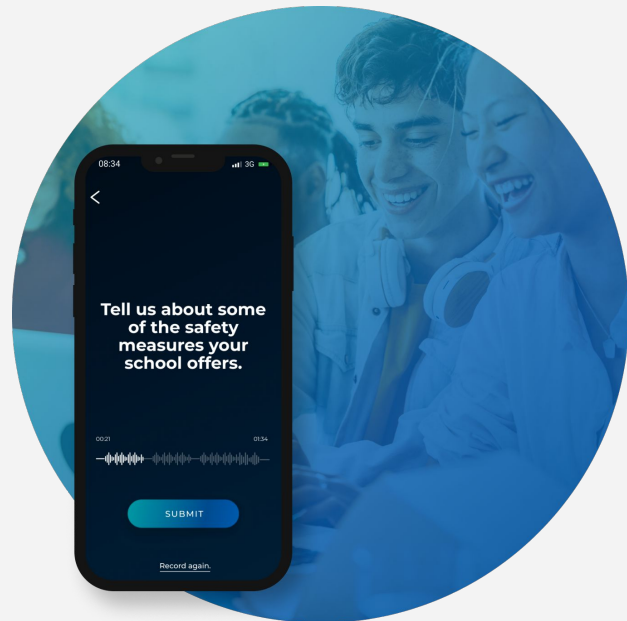 08:34 3G
Tell us about some
of the safety
measures your
school offers.
00:21 01:34
SUBMIT
Record again.